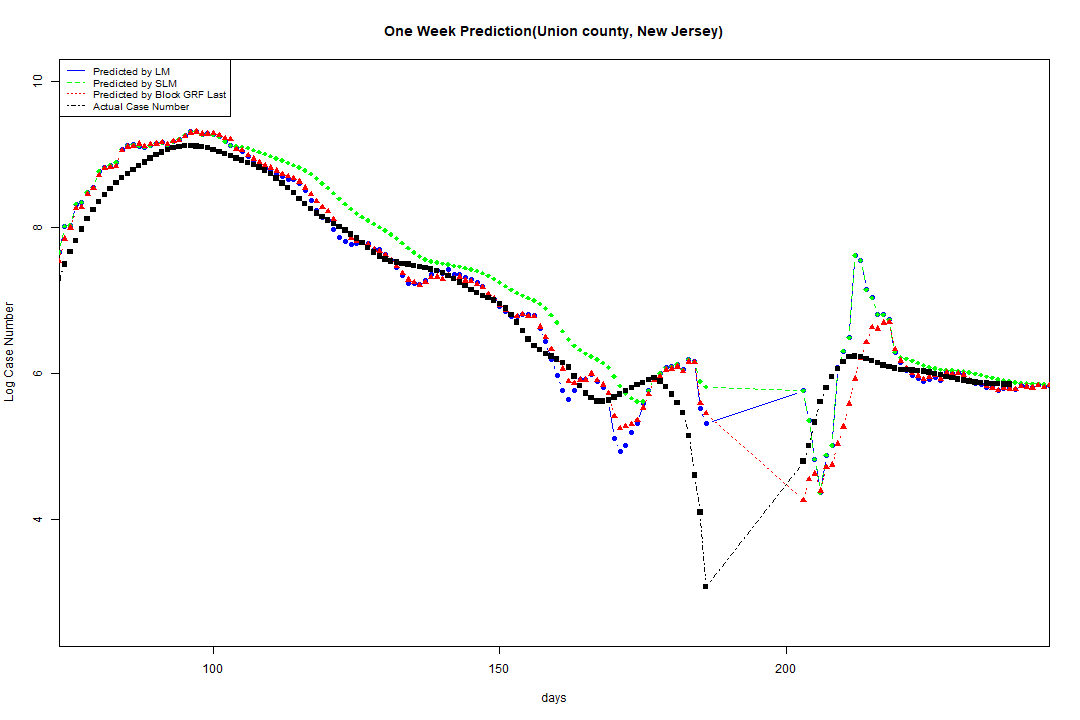 One Week Prediction(Union county, New Jersey)
Predicted by LM
Predicted by SLM
Predicted by Block GRF Last
Actual Case Number
10
8
6
4
Log Case Number
100
150
200
days